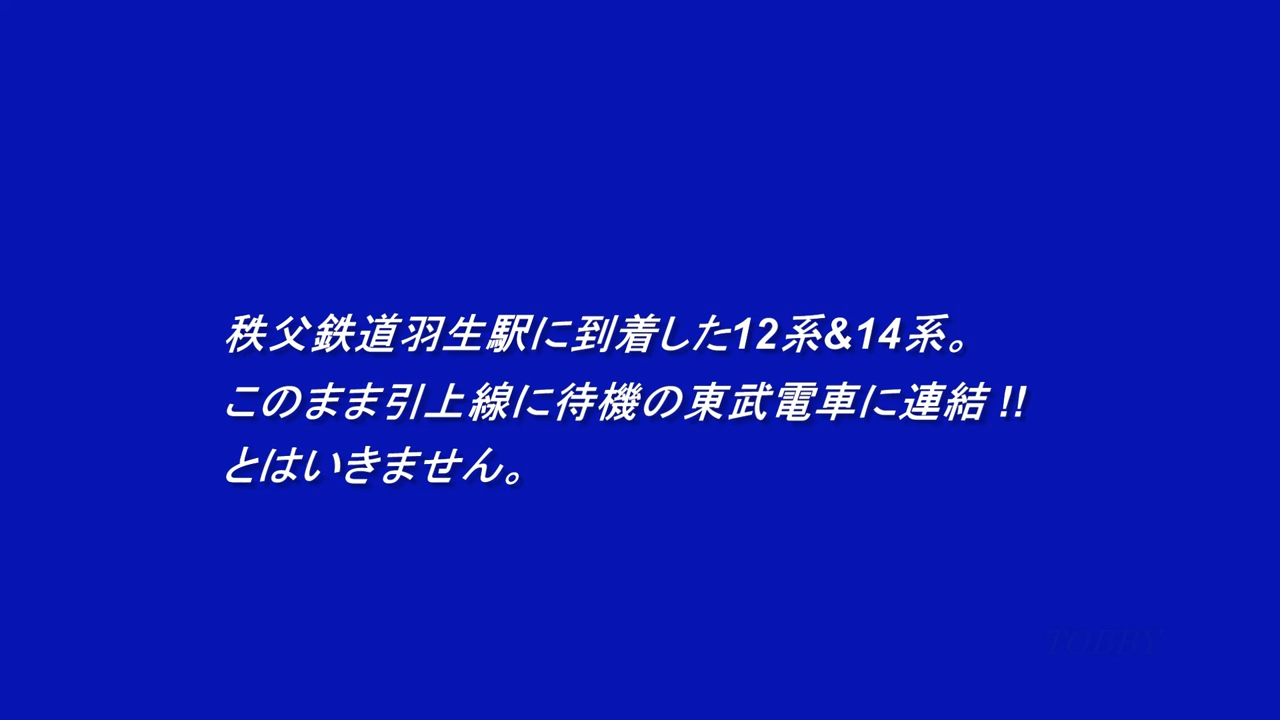 秩父鉄道羽生駅に到着した12系&14系。
このまま引上線に待機の東武電車に連結 !!
とはいきません。
TOBBY